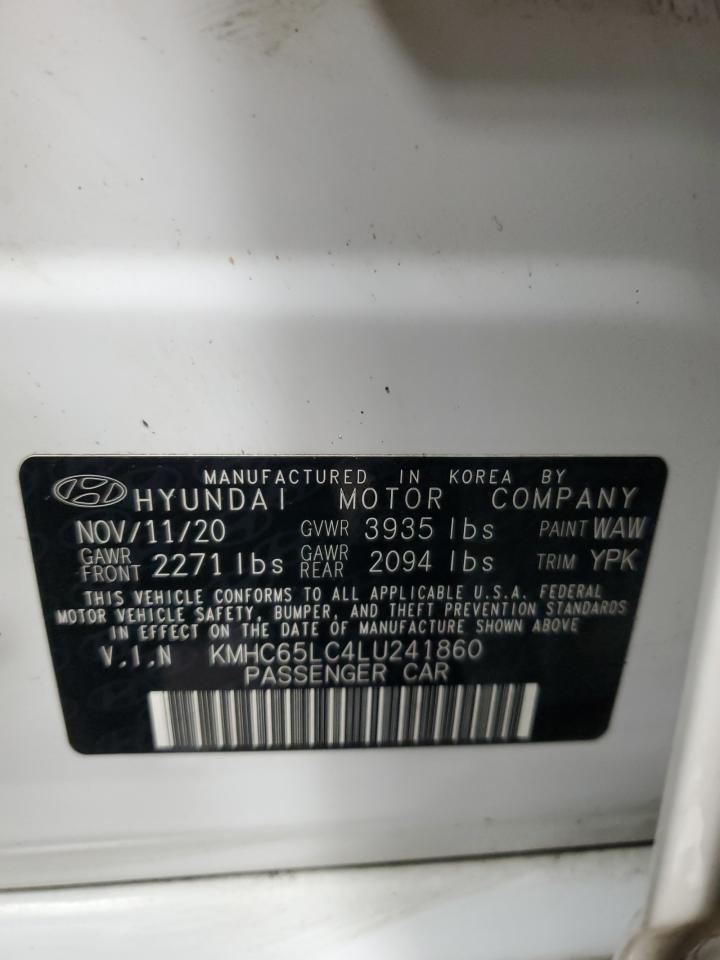 MANUFACTURED IN KOREA BY
HYUNDAI MOTOR COMPANY
NOV/11/20 GVWR 3935 lbs PAINT WAW
GAWR FRONT 2271 lbs GAWR REAR 2094 lbs TRIM YPK
THIS VEHICLE CONFORMS TO ALL APPLICABLE U.S.A. FEDERAL
MOTOR VEHICLE SAFETY, BUMPER, AND THEFT PREVENTION STANDARDS
IN EFFECT ON THE DATE OF MANUFACTURE SHOWN ABOVE
V.I.N KMHC65LC4LU241860
PASSENGER CAR